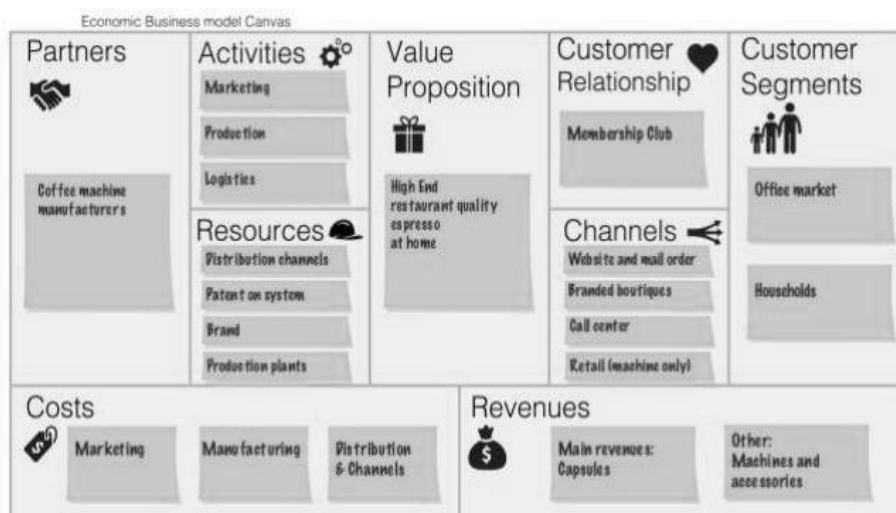 Economic Business model Canvas
Partners
Coffee machine
manufacturers
Activities
Marketing
Production
Logistics
Resources
Distribution channels
Patent on system
Brand
Production plants
Value
Proposition
High End
restaurant quality
espresso
at home
Customer
Relationship
Membership Club
Channels
Website and mail order
Branded boutiques
Call center
Retail (machine only)
Customer
Segments
Office market
Households
Costs
$
Marketing
Manufacturing
Distribution
& Channels
Revenues
$
Main revenues:
Capsules
Other:
Machines and
accessories